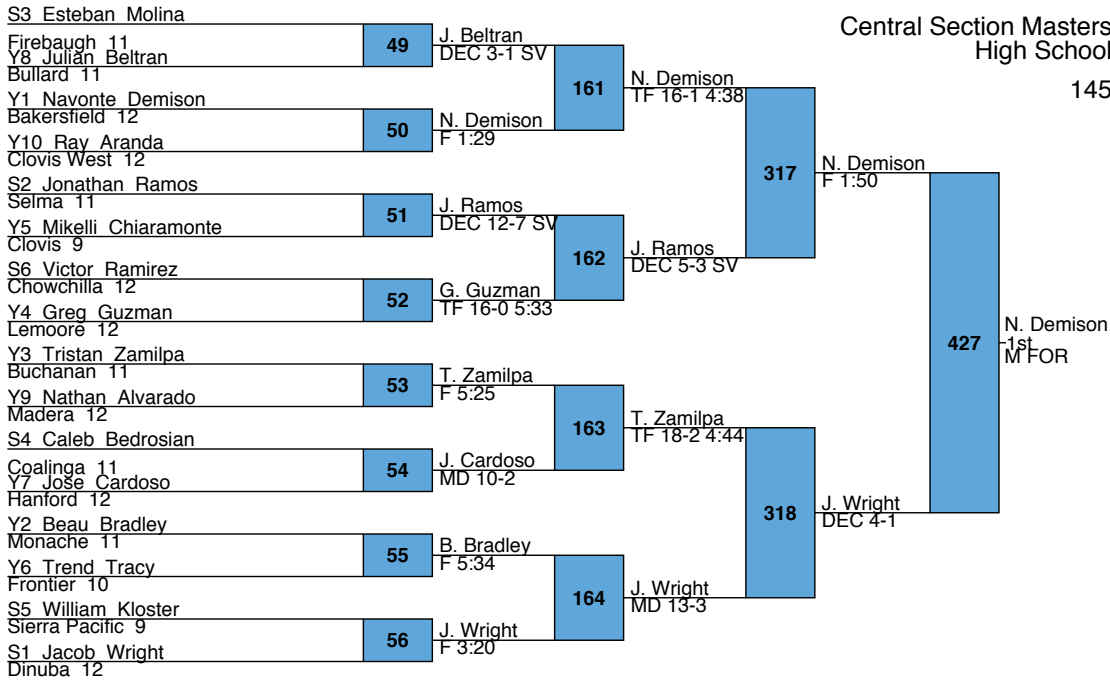 Central Section Masters
High School
145
S3 Esteban Molina
Firebaugh 11
Y8 Julian Beltran
Bullard 11
Y1 Navonte Demison
Bakersfield 12
Y10 Ray Aranda
Clovis West 12
S2 Jonathan Ramos
Selma 11
Y5 Mikelli Chiaramonte
Clovis 9
S6 Victor Ramirez
Chowchilla 12
Y4 Greg Guzman
Lemoore 12
Y3 Tristan Zamilpa
Buchanan 11
Y9 Nathan Alvarado
Madera 12
S4 Caleb Bedrosian
Coalinga 11
Y7 Jose Cardoso
Hanford 12
Y2 Beau Bradley
Monache 11
Y6 Trend Tracy
Frontier 10
S5 William Kloster
Sierra Pacific 9
S1 Jacob Wright
Dinuba 12
49
50
51
52
53
54
55
56
J. Beltran
DEC 3-1 SV
N. Demison
F 1:29
J. Ramos
DEC 12-7 SV
G. Guzman
TF 16-0 5:33
T. Zamilpa
F 5:25
J. Cardoso
MD 10-2
B. Bradley
F 5:34
J. Wright
F 3:20
161
162
163
164
N. Demison
TF 16-1 4:38
J. Ramos
DEC 5-3 SV
T. Zamilpa
TF 18-2 4:44
J. Wright
MD 13-3
317
318
N. Demison
F 1:50
J. Wright
DEC 4-1
427
N. Demison
1st
M FOR